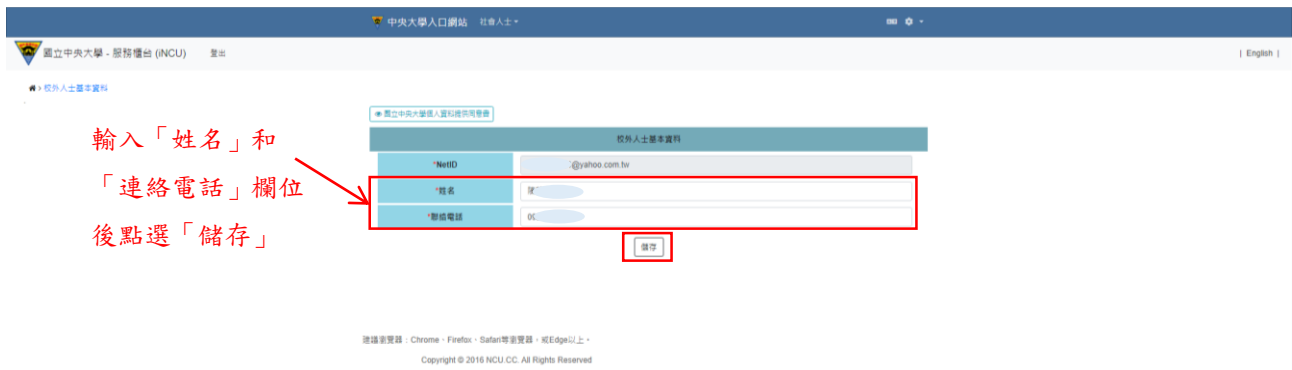 中央大學入口網站 社會人士
國立中央大學 - 服務櫃台 (iNCU) 登出 | English |
> 校外人士基本資料
國立中央大學個人資料提供同意書
校外人士基本資料
*NetID @yahoo.com.tw
*姓名
*聯絡電話 09
儲存
輸入「姓名」和
「連絡電話」欄位
後點選「儲存」
建議瀏覽器：Chrome、Firefox、Safari等瀏覽器，或Edge以上。
Copyright © 2016 NCU.CC. All Rights Reserved